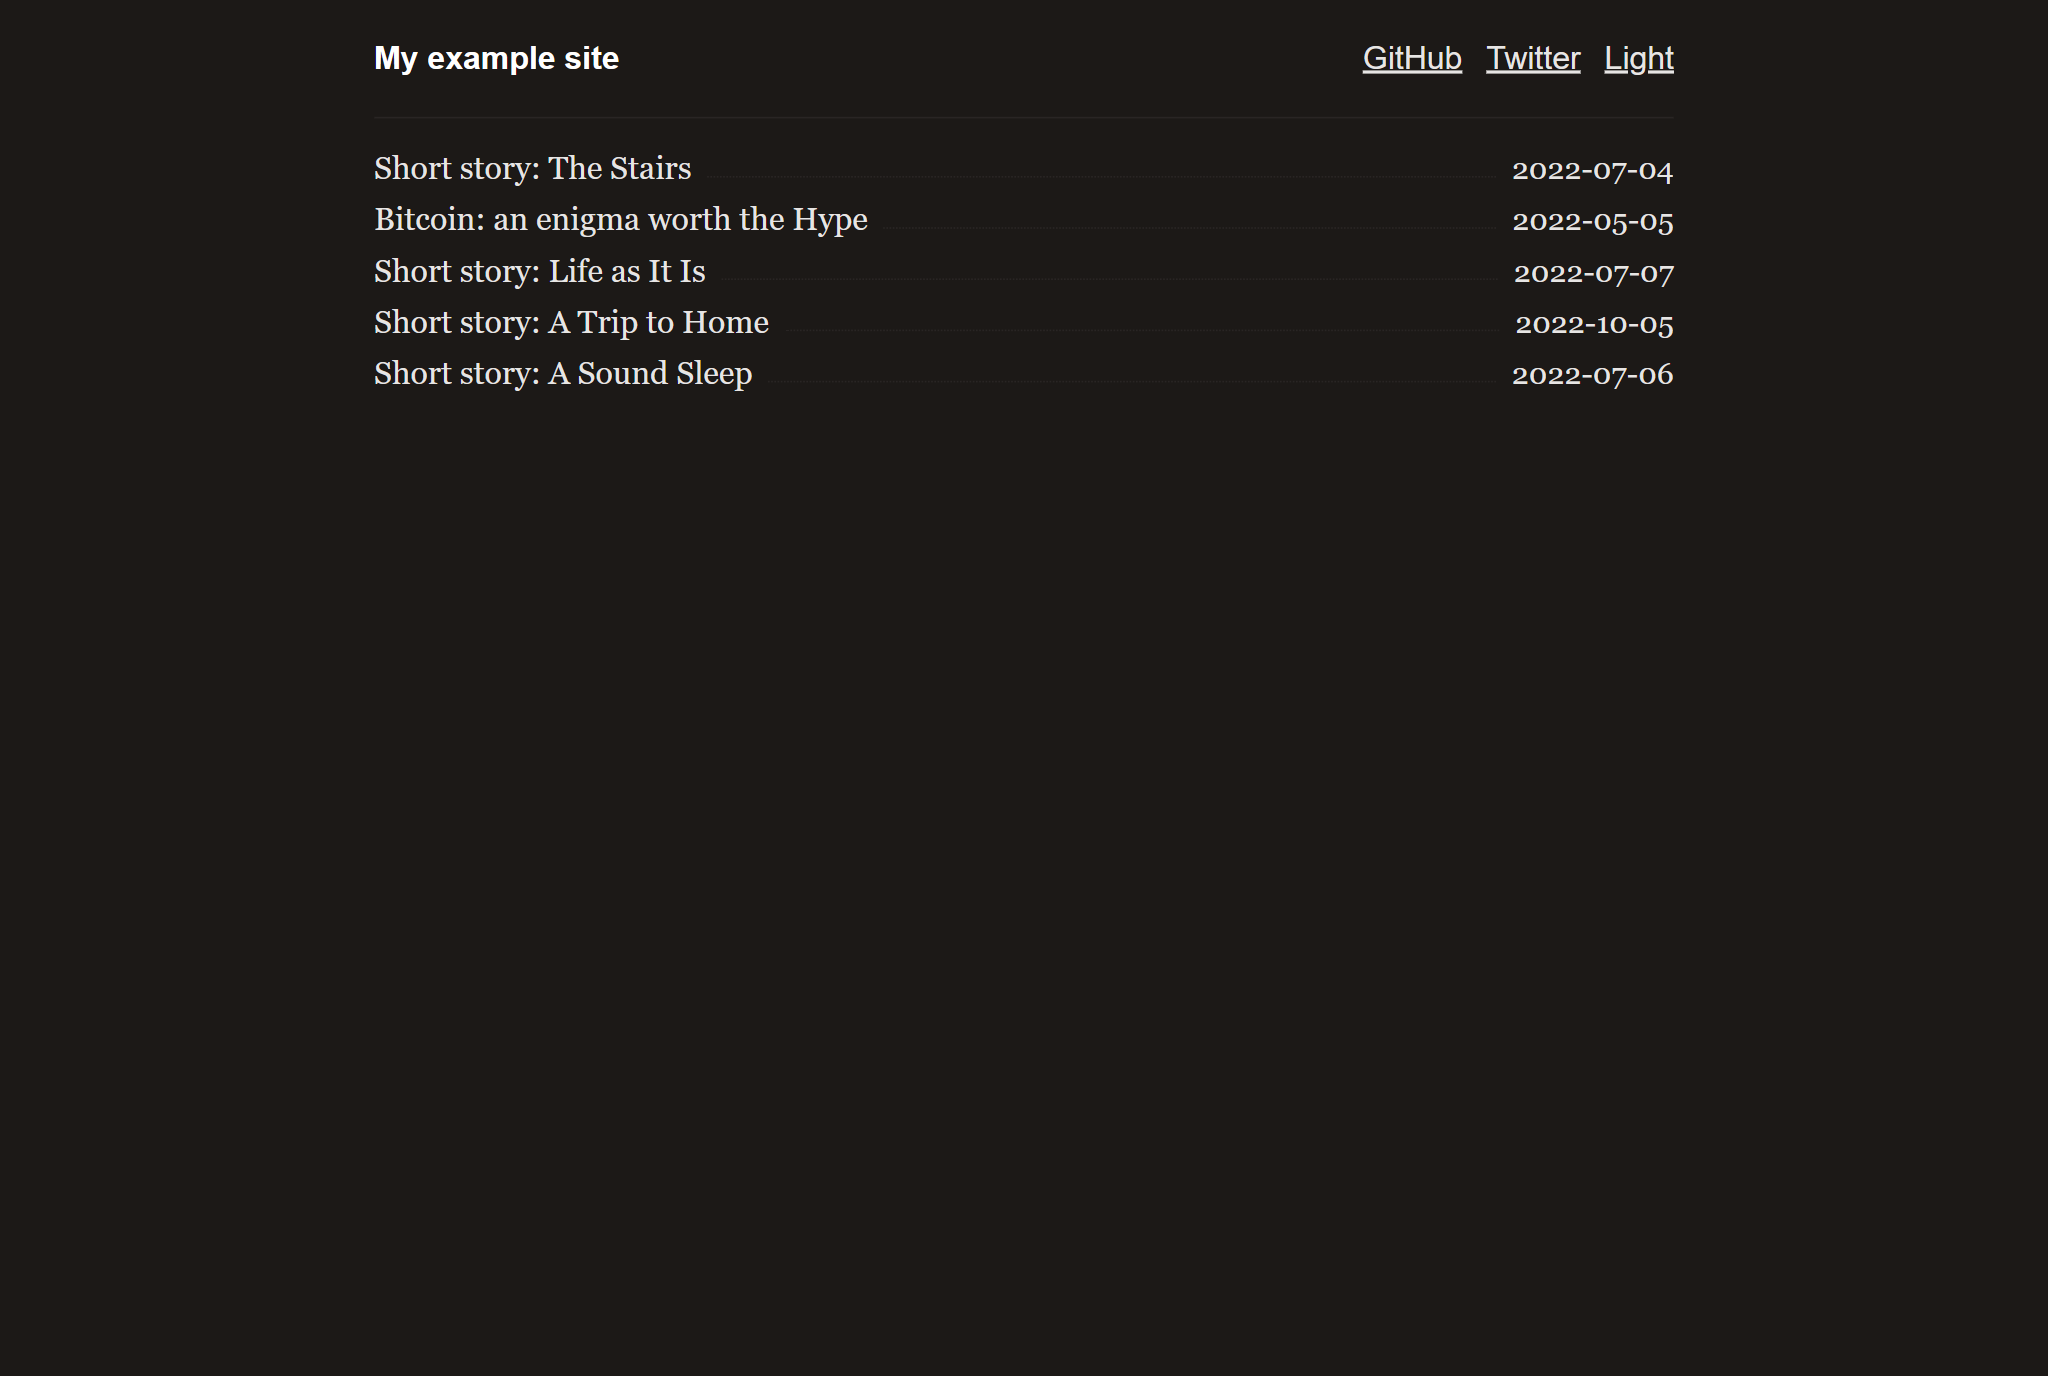 My example site GitHub Twitter Light
Short story: The Stairs 2022-07-04
Bitcoin: an enigma worth the Hype 2022-05-05
Short story: Life as It Is 2022-07-07
Short story: A Trip to Home 2022-10-05
Short story: A Sound Sleep 2022-07-06